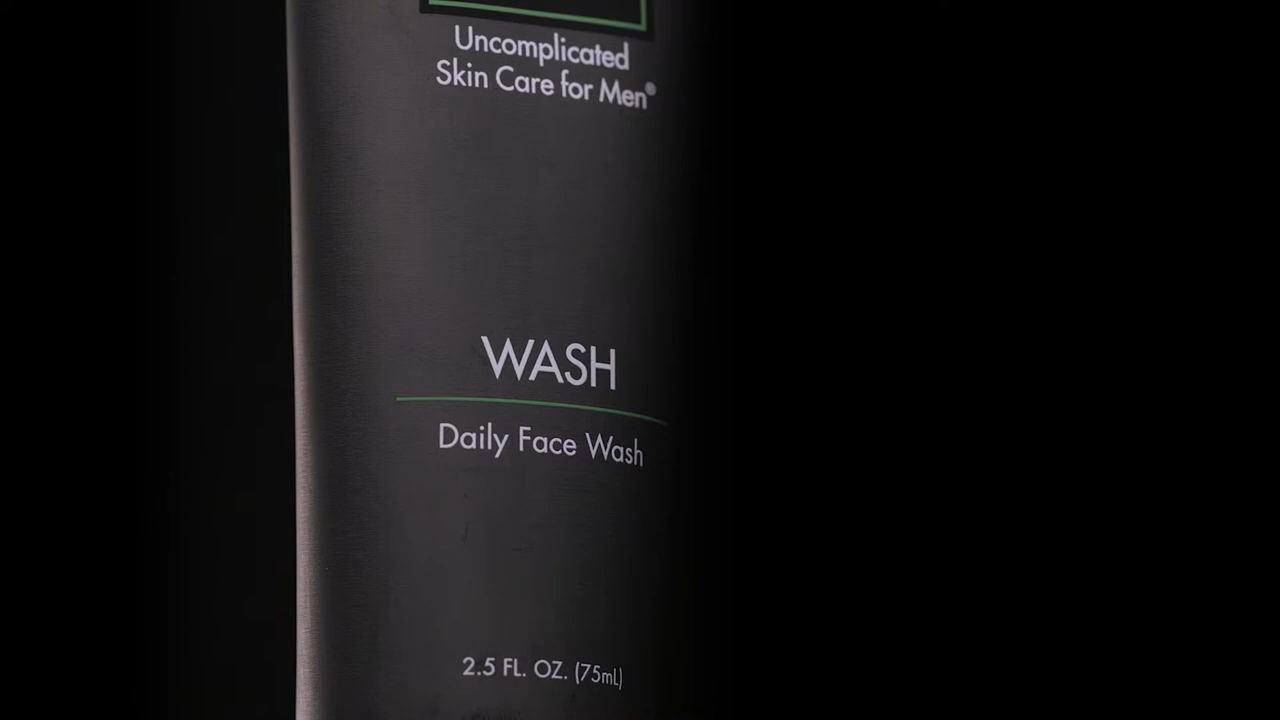 Uncomplicated
Skin Care for Men®
WASH
Daily Face Wash
2.5 FL. OZ. (75mL)